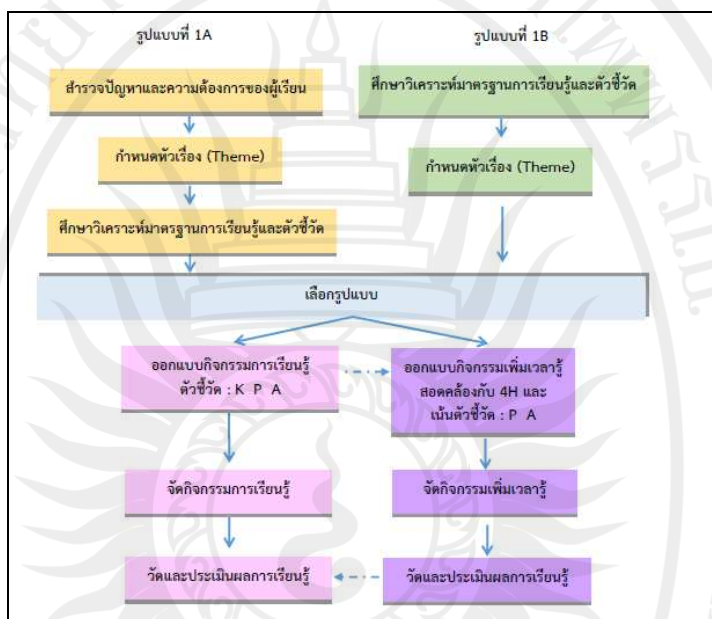 รูปแบบที่ 1A
รูปแบบที่ 1B
สำรวจปัญหาและความต้องการของผู้เรียน
ศึกษาวิเคราะห์มาตรฐานการเรียนรู้และตัวชี้วัด
กำหนดหัวเรื่อง (Theme)
กำหนดหัวเรื่อง (Theme)
ศึกษาวิเคราะห์มาตรฐานการเรียนรู้และตัวชี้วัด
เลือกรูปแบบ
ออกแบบกิจกรรมการเรียนรู้
ตัวชี้วัด : K P A
ออกแบบกิจกรรมเพิ่มเวลารู้
สอดคล้องกับ 4H และ
เน้นตัวชี้วัด : P A
จัดกิจกรรมการเรียนรู้
จัดกิจกรรมเพิ่มเวลารู้
วัดและประเมินผลการเรียนรู้
วัดและประเมินผลการเรียนรู้